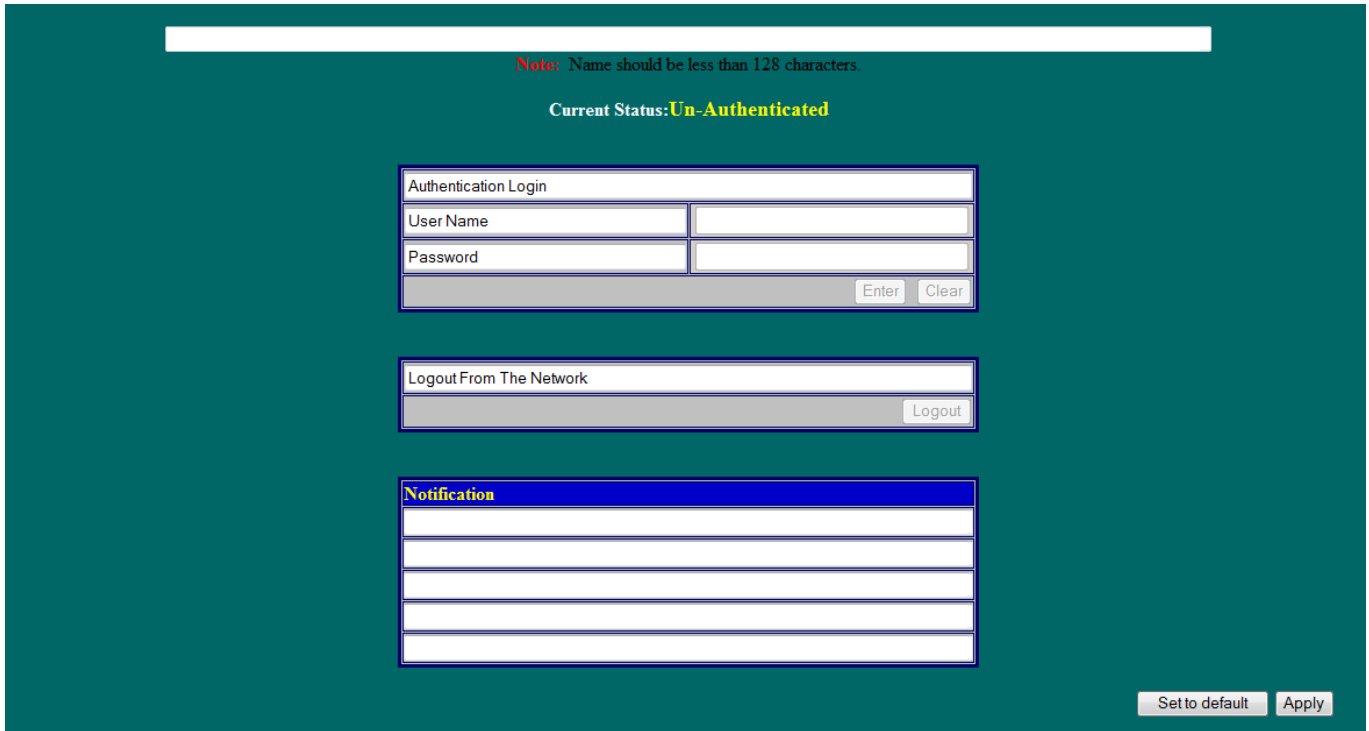 Note: Name should be less than 128 characters.
Current Status:Un-Authenticated
Authentication Login
User Name
Password
Enter Clear
Logout From The Network
Logout
Notification
Set to default Apply